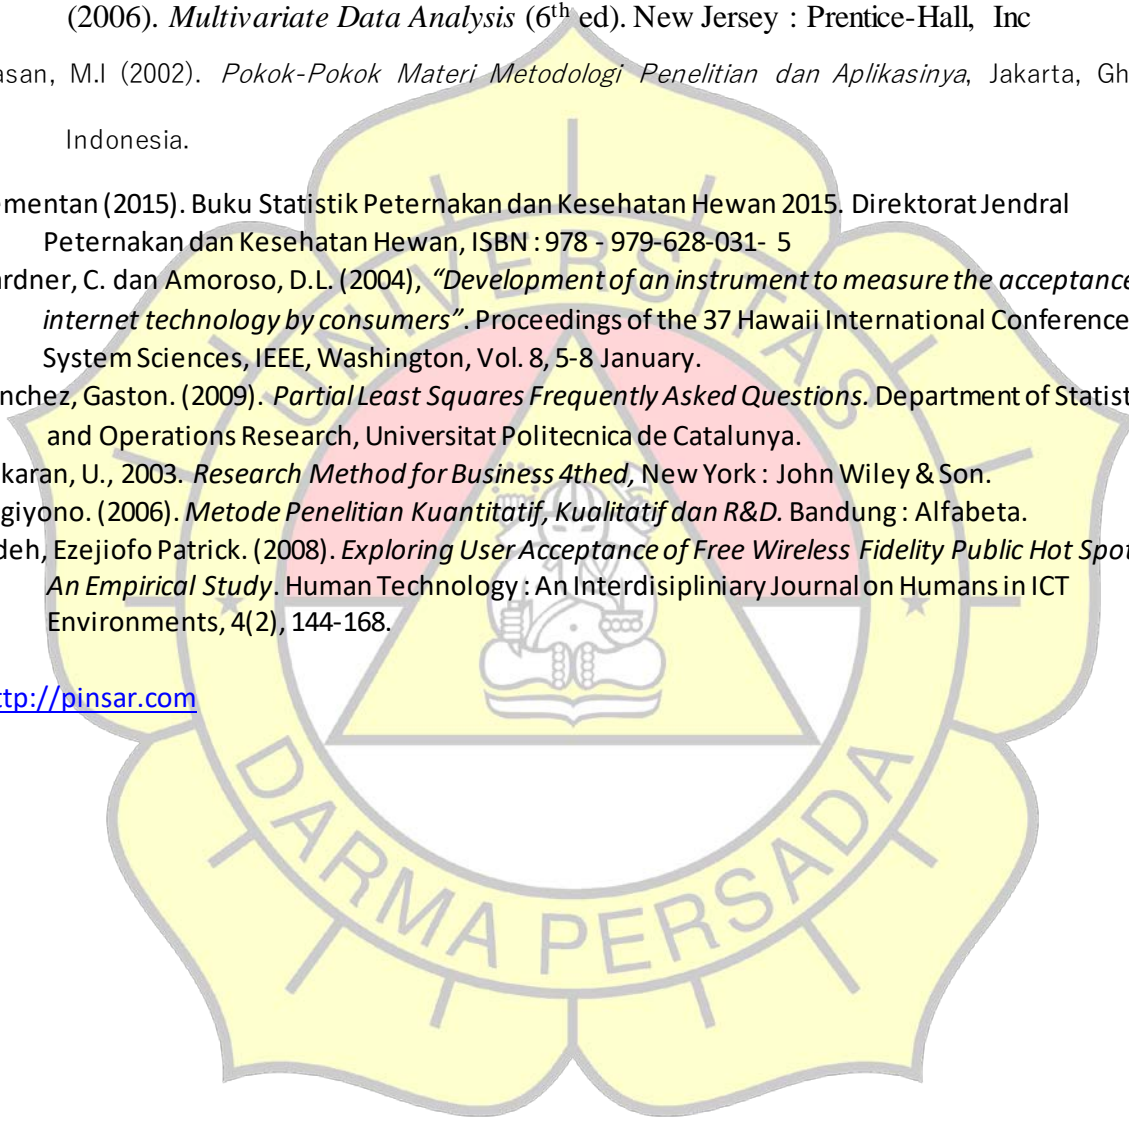 (2006). Multivariate Data Analysis (6th ed). New Jersey : Prentice-Hall, Inc
asan, M.I (2002). Pokok-Pokok Materi Metodologi Penelitian dan Aplikasinya, Jakarta, Gh
Indonesia.
ementan (2015). Buku Statistik Peternakan dan Kesehatan Hewan 2015. Direktorat Jendral
Peternakan dan Kesehatan Hewan, ISBN : 978 - 979-628-031- 5
ardner, C. dan Amoroso, D.L. (2004), “Development of an instrument to measure the acceptance
internet technology by consumers”. Proceedings of the 37 Hawaii International Conference
System Sciences, IEEE, Washington, Vol. 8, 5-8 January.
nchez, Gaston. (2009). Partial Least Squares Frequently Asked Questions. Department of Statist
and Operations Research, Universitat Politecnica de Catalunya.
karan, U., 2003. Research Method for Business 4thed, New York : John Wiley & Son.
giyono. (2006). Metode Penelitian Kuantitatif, Kualitatif dan R&D. Bandung : Alfabeta.
deh, Ezejiofo Patrick. (2008). Exploring User Acceptance of Free Wireless Fidelity Public Hot Spot
An Empirical Study. Human Technology : An Interdisipliniary Journal on Humans in ICT
Environments, 4(2), 144-168.
ttp://pinsar.com
UNIVERSITAS
DARMA PERSADA